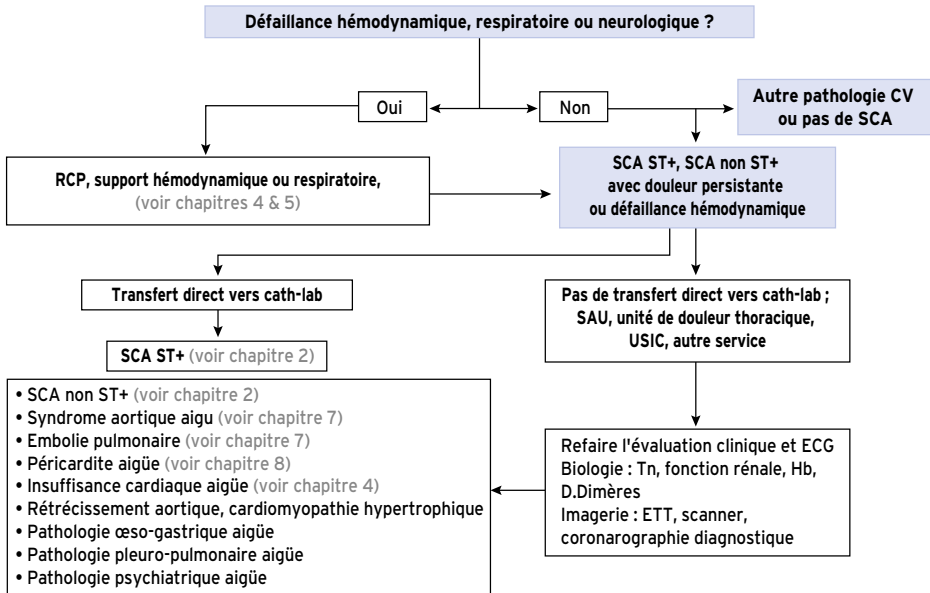 Défaillance hémodynamique, respiratoire ou neurologique ?
Oui
Non
Autre pathologie CV
ou pas de SCA
RCP, support hémodynamique ou respiratoire,
(voir chapitres 4 & 5)
SCA ST+, SCA non ST+
avec douleur persistante
ou défaillance hémodynamique
Transfert direct vers cath-lab
Pas de transfert direct vers cath-lab ;
SAU, unité de douleur thoracique,
USIC, autre service
SCA ST+ (voir chapitre 2)
• SCA non ST+ (voir chapitre 2)
• Syndrome aortique aigu (voir chapitre 7)
• Embolie pulmonaire (voir chapitre 7)
• Péricardite aigüe (voir chapitre 8)
• Insuffisance cardiaque aigüe (voir chapitre 4)
• Rétrécissement aortique, cardiomyopathie hypertrophique
• Pathologie œso-gastrique aigüe
• Pathologie pleuro-pulmonaire aigüe
• Pathologie psychiatrique aigüe
Refaire l'évaluation clinique et ECG
Biologie : Tn, fonction rénale, Hb,
D.Dimères
Imagerie : ETT, scanner,
coronarographie diagnostique